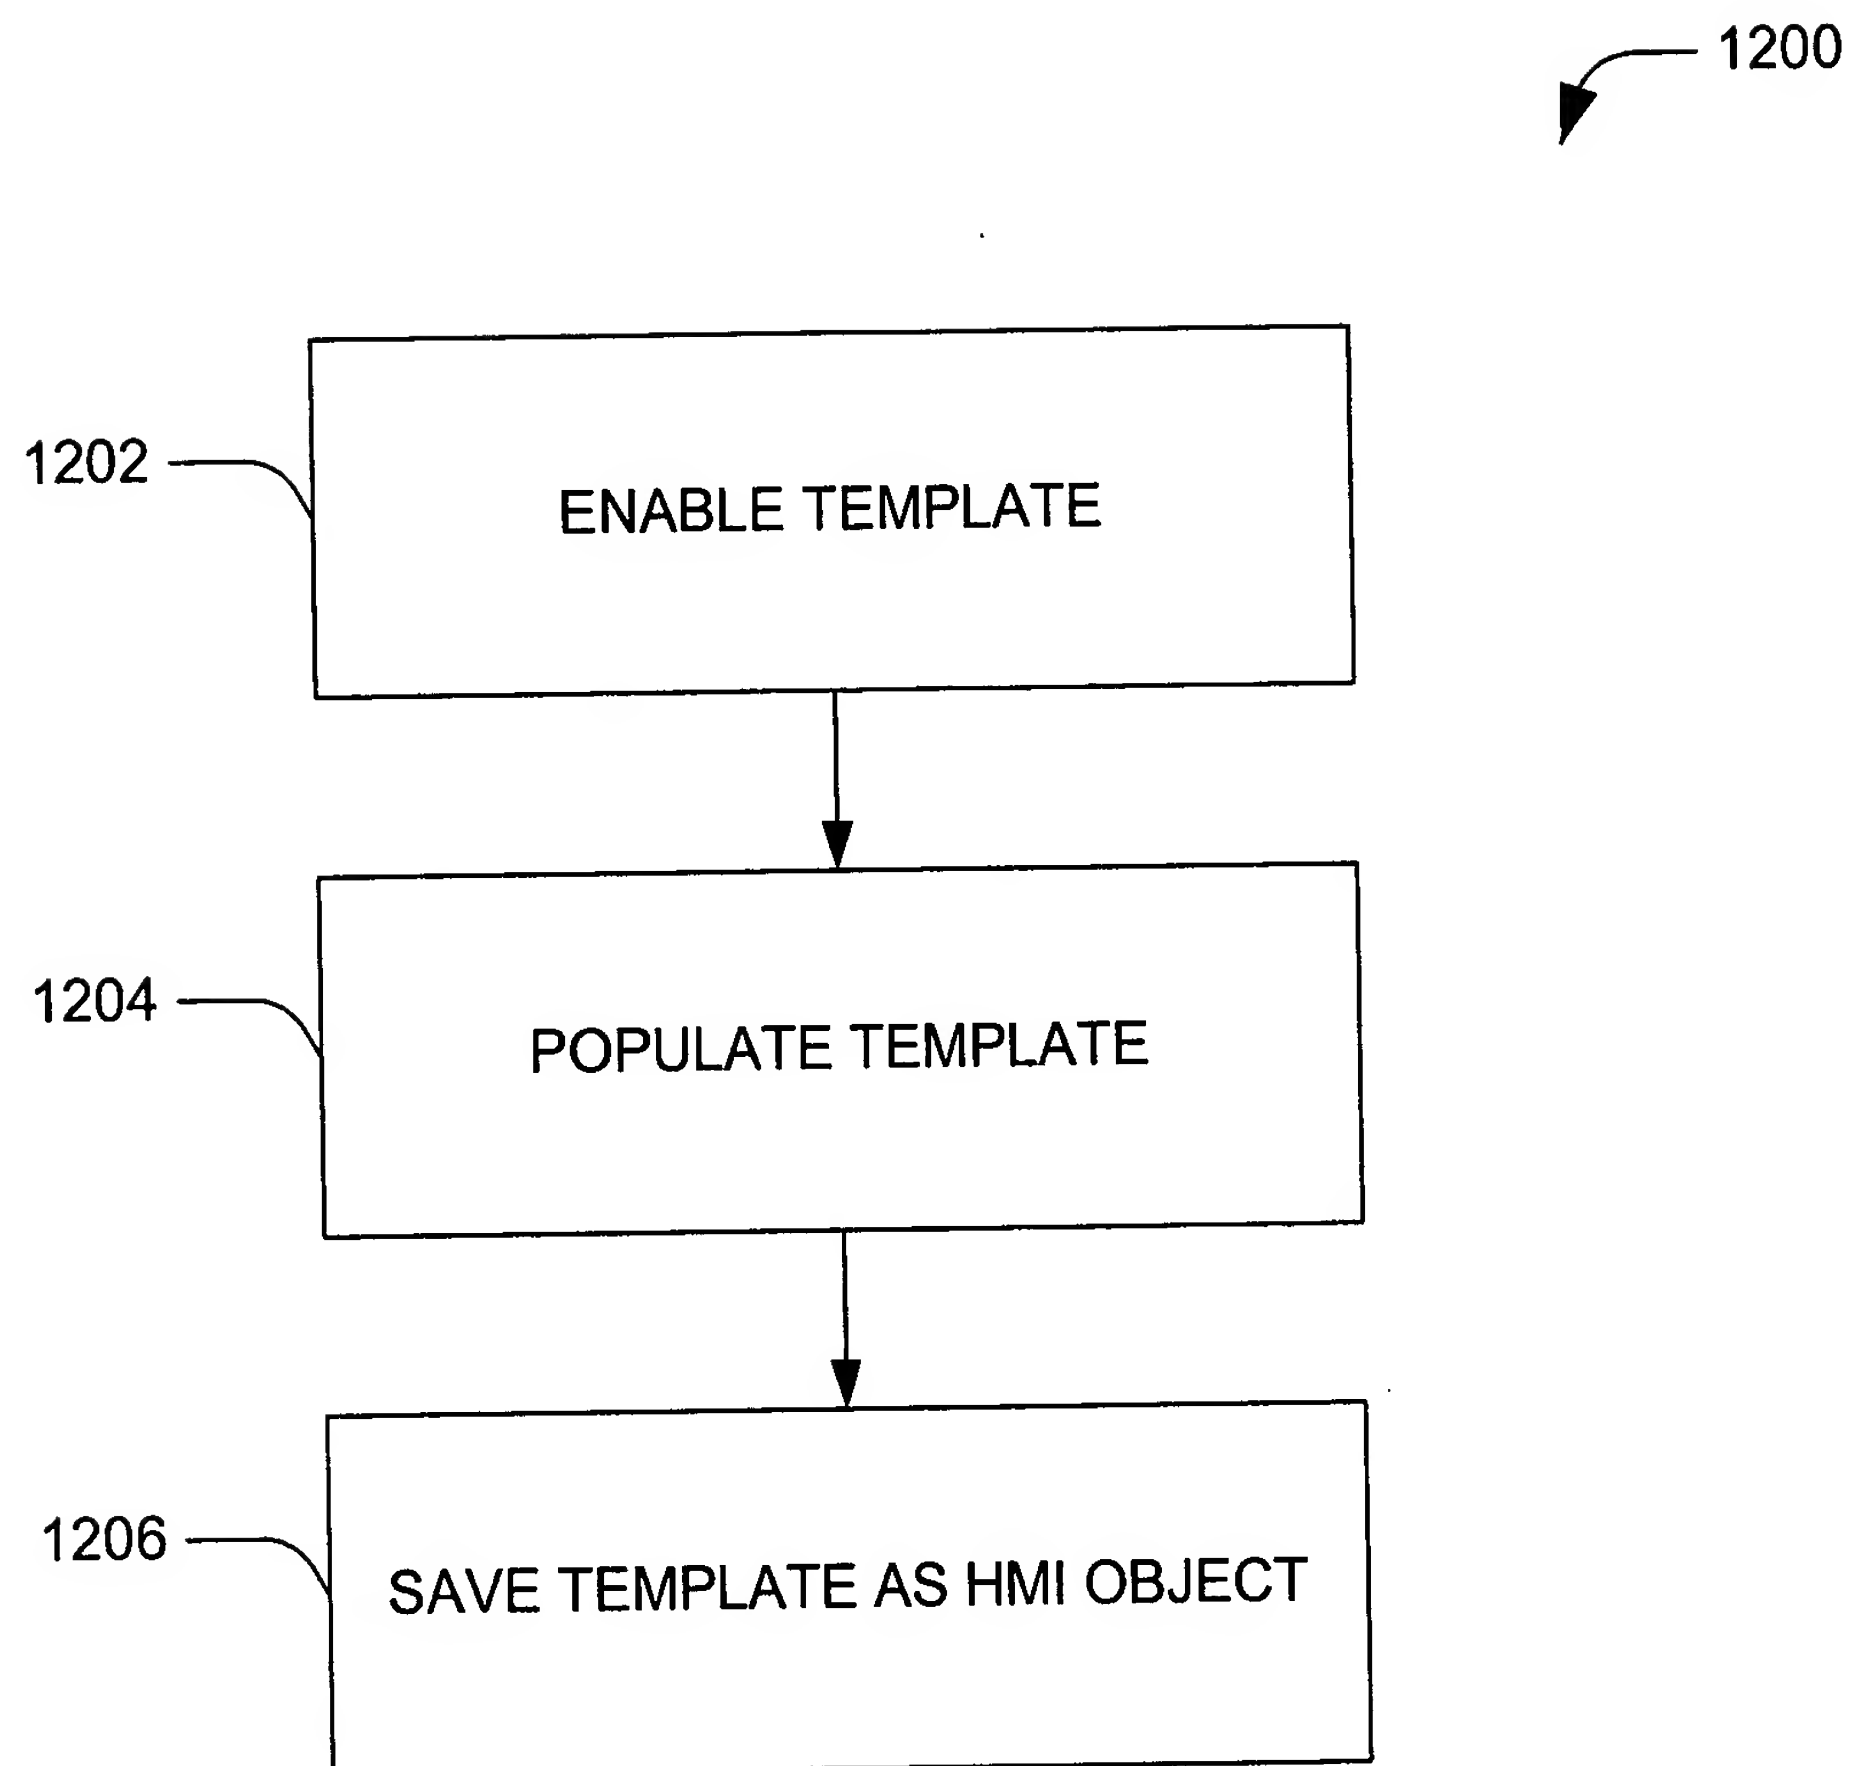 1200
1202
ENABLE TEMPLATE
1204
POPULATE TEMPLATE
1206
SAVE TEMPLATE AS HMI OBJECT